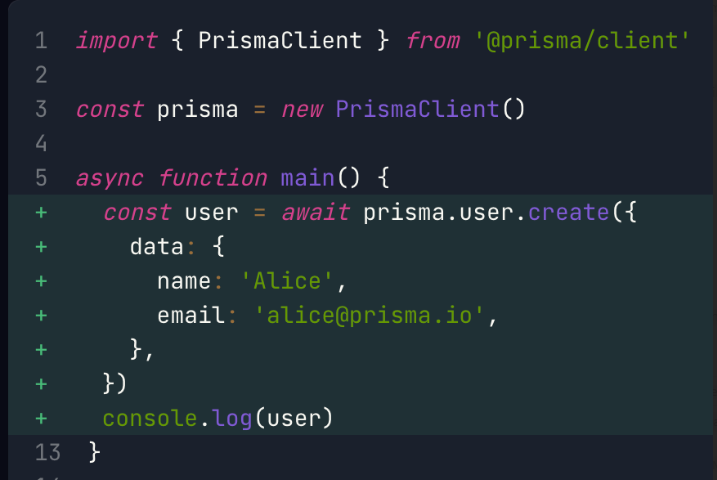 1 import { PrismaClient } from '@prisma/client'
2
3 const prisma = new PrismaClient()
4
5 async function main() {
+   const user = await prisma.user.create({
+     data: {
+       name: 'Alice',
+       email: 'alice@prisma.io',
+     },
+   })
+   console.log(user)
13 }